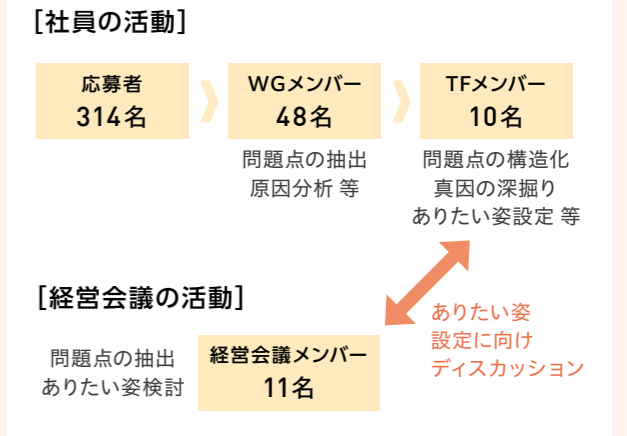 [社員の活動]
応募者
314名
WGメンバー
48名
TFメンバー
10名
問題点の抽出
原因分析 等
問題点の構造化
真因の深掘り
ありたい姿設定 等
[経営会議の活動]
問題点の抽出
ありたい姿検討
経営会議メンバー
11名
ありたい姿
設定に向け
ディスカッション